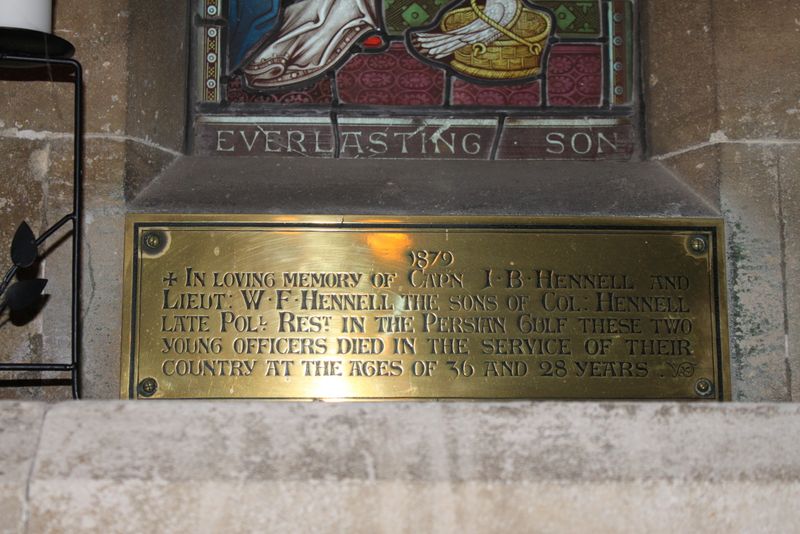 EVERLASTING SON
1879
✠ IN LOVING MEMORY OF CAPN I·B·HENNELL AND
LIEUT: W·F·HENNELL THE SONS OF COL: HENNELL
LATE POL: REST IN THE PERSIAN GULF THESE TWO
YOUNG OFFICERS DIED IN THE SERVICE OF THEIR
COUNTRY AT THE AGES OF 36 AND 28 YEARS.